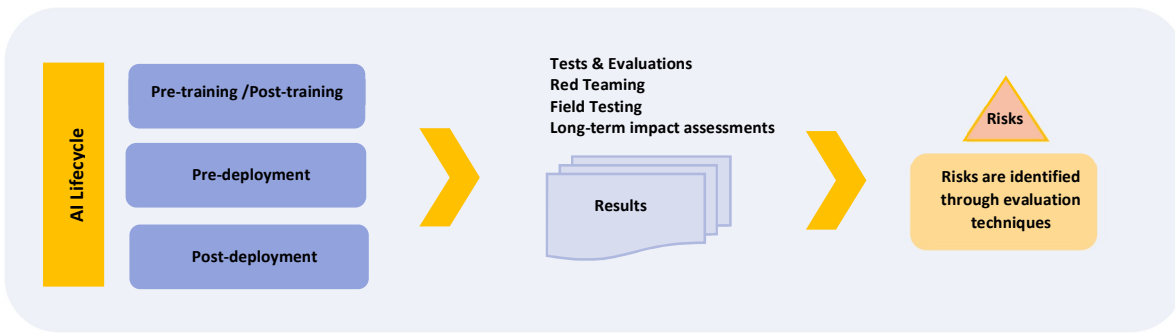 AI Lifecycle
Pre-training /Post-training
Pre-deployment
Post-deployment
Tests & Evaluations
Red Teaming
Field Testing
Long-term impact assessments
Results
Risks
Risks are identified
through evaluation
techniques